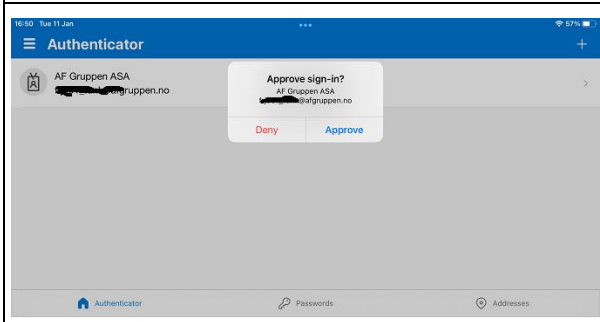 16:50 Tue 11 Jan
57%
Authenticator
AF Gruppen ASA
gruppen.no
Approve sign-in?
AF Gruppen ASA
@afgruppen.no
Deny
Approve
Authenticator
Passwords
Addresses